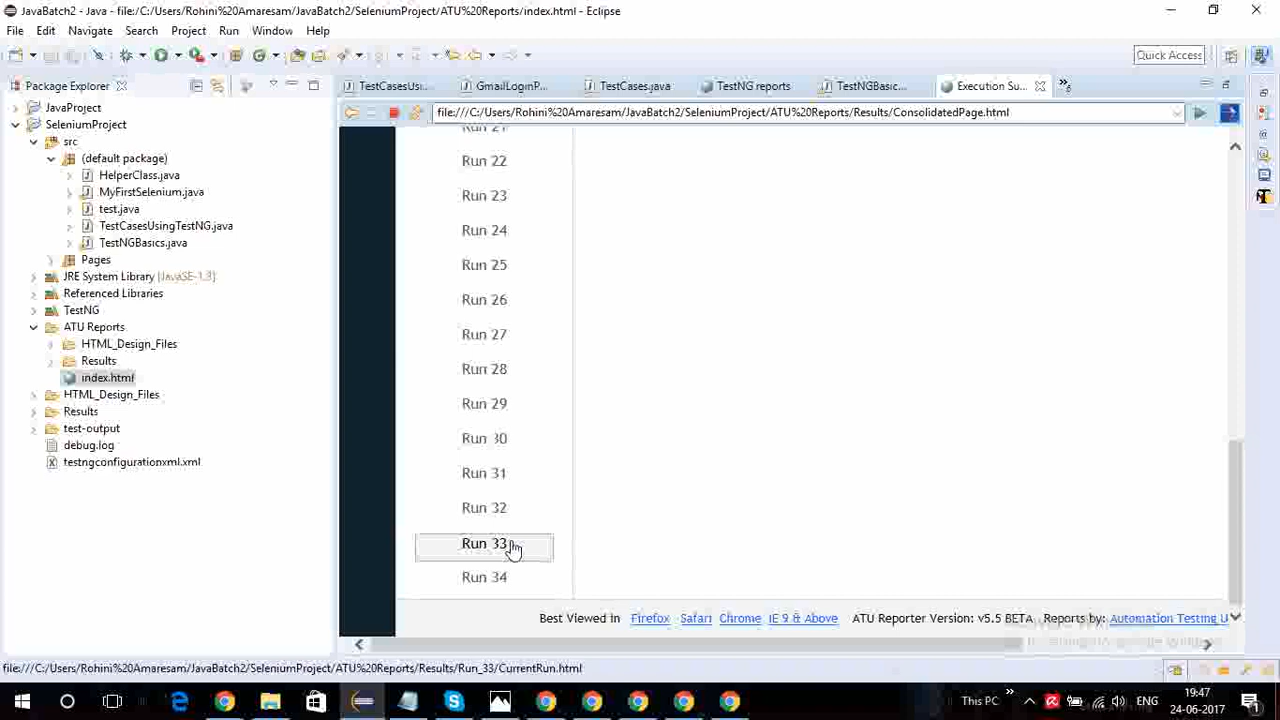 JavaBatch2 - Java - file:/C:/Users/Rohini%20Amaresam/JavaBatch2/SeleniumProject/ATU%20Reports/index.html - Eclipse
File Edit Navigate Search Project Run Window Help
Quick Access
Package Explorer
TestCasesUsi...
GmailLoginP...
TestCases.java
TestNG reports
TestNGBasic...
Execution Su...
file:///C:/Users/Rohini%20Amaresam/JavaBatch2/SeleniumProject/ATU%20Reports/Results/ConsolidatedPage.html
JavaProject
SeleniumProject
src
(default package)
HelperClass.java
MyFirstSelenium.java
test.java
TestCasesUsingTestNG.java
TestNGBasics.java
Pages
JRE System Library [JavaSE-1.3]
Referenced Libraries
TestNG
ATU Reports
HTML_Design_Files
Results
index.html
HTML_Design_Files
Results
test-output
debug.log
testngconfigurationxml.xml
Run 21
Run 22
Run 23
Run 24
Run 25
Run 26
Run 27
Run 28
Run 29
Run 30
Run 31
Run 32
Run 33
Run 34
Best Viewed in Firefox Safari Chrome IE 9 & Above ATU Reporter Version: v5.5 BETA Reports by: Automation Testing U
file:///C:/Users/Rohini%20Amaresam/JavaBatch2/SeleniumProject/ATU%20Reports/Results/Run_33/CurrentRun.html
This PC
ENG
19:47
24-06-2017